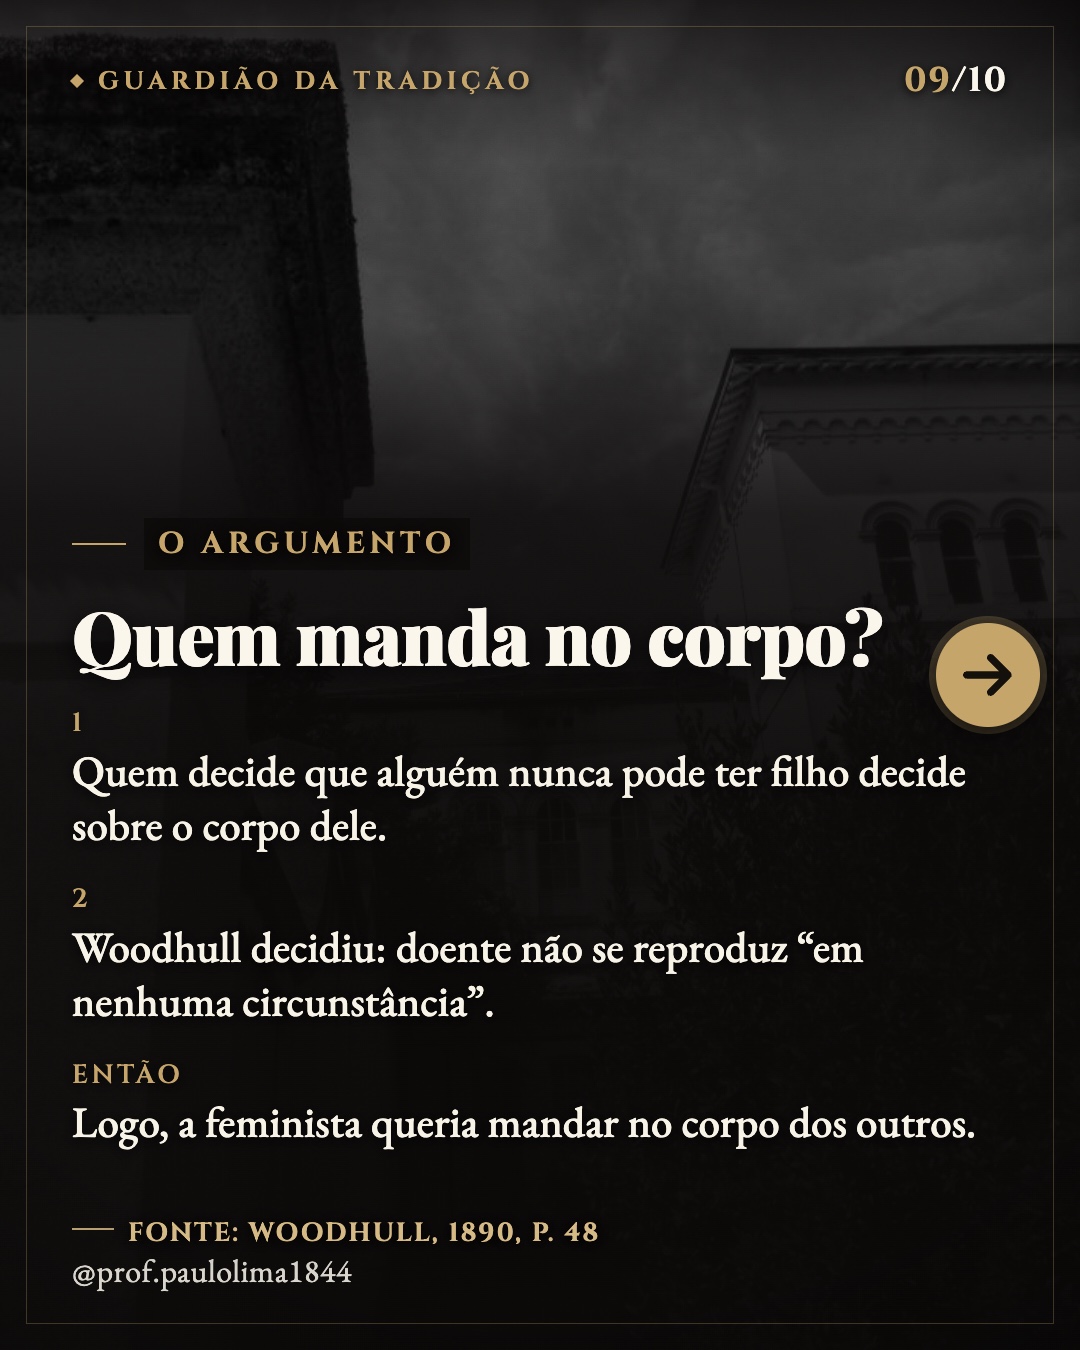 GUARDIÃO DA TRADIÇÃO
09/10
O ARGUMENTO
Quem manda no corpo?
1
Quem decide que alguém nunca pode ter filho decide
sobre o corpo dele.
2
Woodhull decidiu: doente não se reproduz “em
nenhuma circunstância”.
ENTÃO
Logo, a feminista queria mandar no corpo dos outros.
FONTE: WOODHULL, 1890, P. 48
@prof.paulolima1844